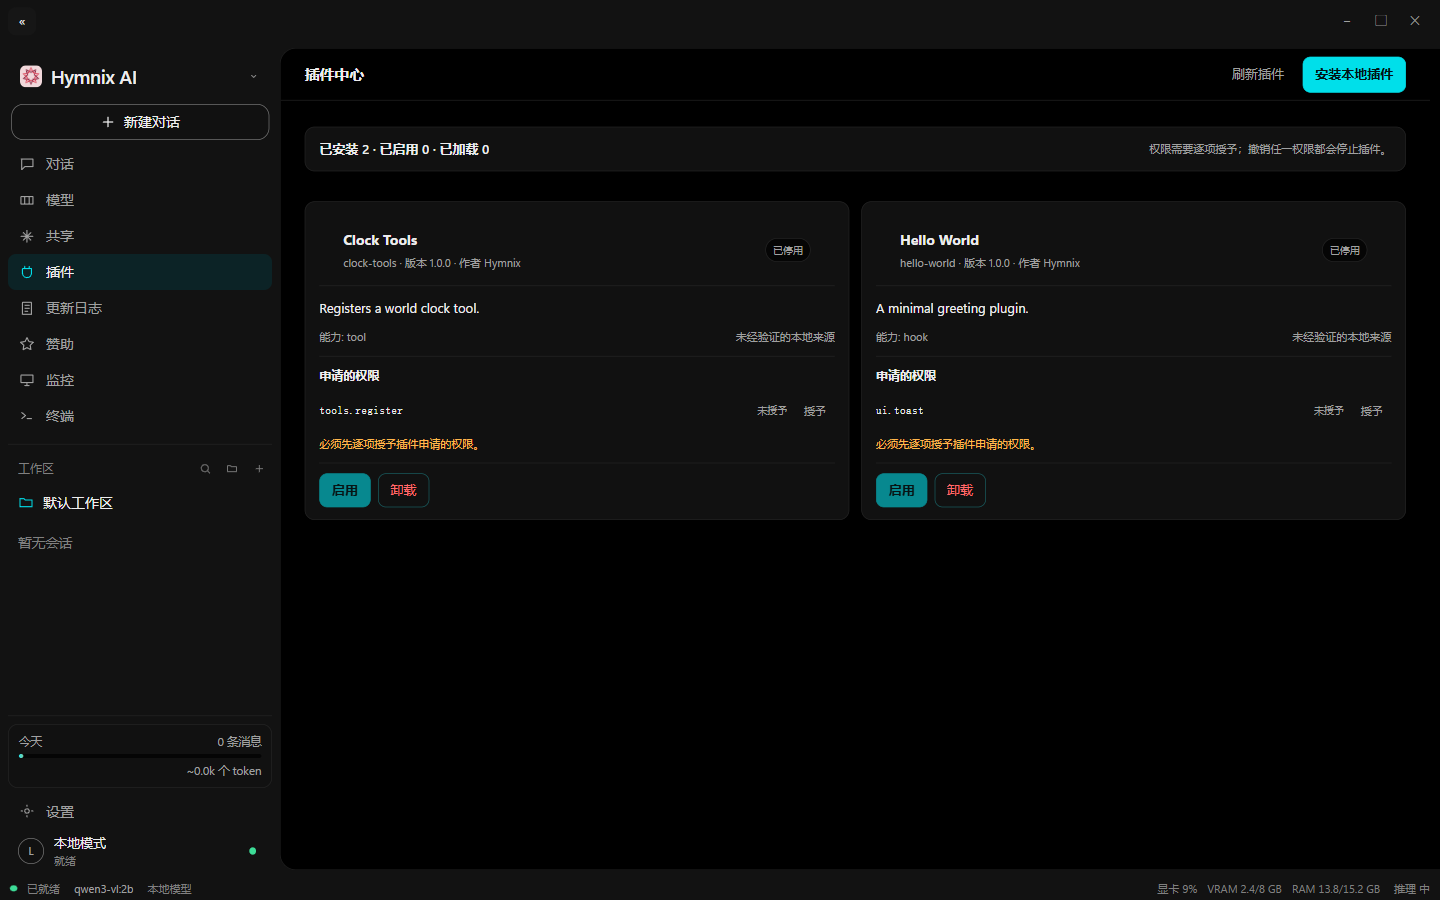 «
Hymnix AI
+ 新建对话
对话
模型
共享
插件
更新日志
赞助
监控
终端
工作区
默认工作区
暂无会话
今天 0 条消息
~0.0k 个 token
设置
L 本地模式
就绪
插件中心 刷新插件 安装本地插件
已安装 2 · 已启用 0 · 已加载 0 权限需要逐项授予；撤销任一权限都会停止插件。
Clock Tools
clock-tools · 版本 1.0.0 · 作者 Hymnix
已停用
Registers a world clock tool.
能力: tool 未经验证的本地来源
申请的权限
tools.register 未授予 授予
必须先逐项授予插件申请的权限。
启用 卸载
Hello World
hello-world · 版本 1.0.0 · 作者 Hymnix
已停用
A minimal greeting plugin.
能力: hook 未经验证的本地来源
申请的权限
ui.toast 未授予 授予
必须先逐项授予插件申请的权限。
启用 卸载
已就绪 qwen3-vl:2b 本地模型 显卡 9% VRAM 2.4/8 GB RAM 13.8/15.2 GB 推理 中